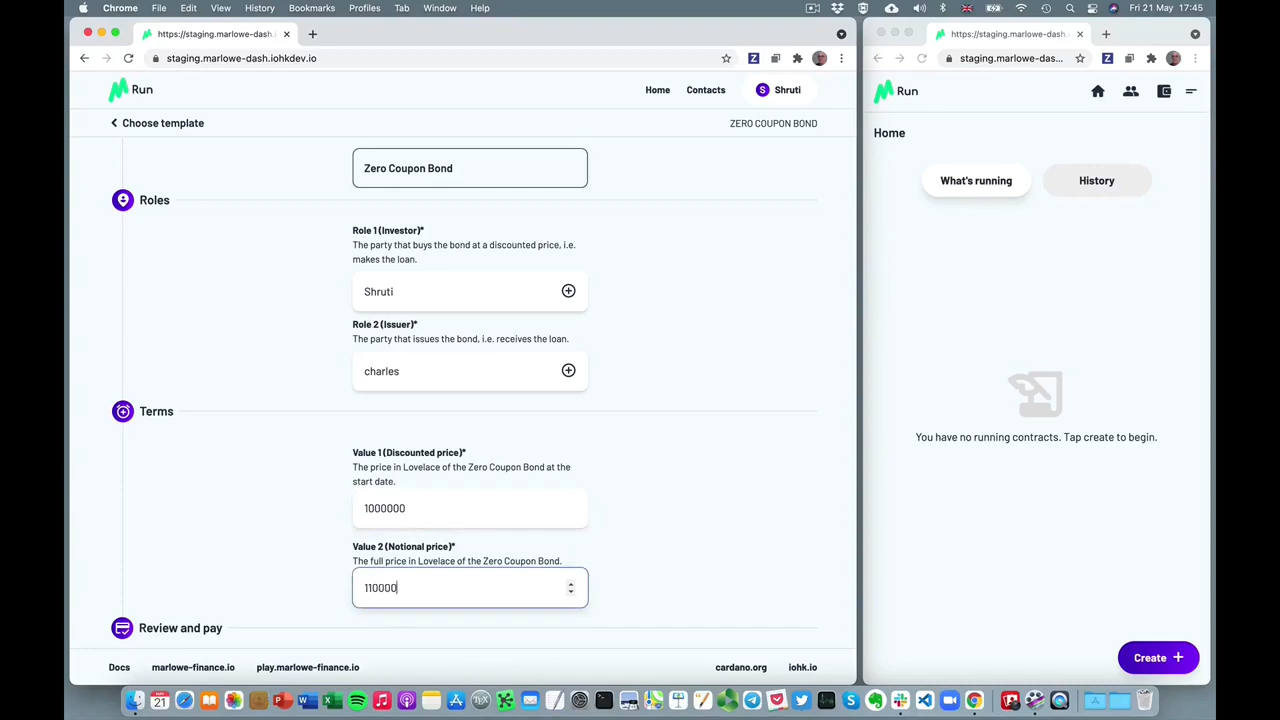 Chrome File Edit View History Bookmarks Profiles Tab Window Help Fri 21 May 17:45
https://staging.marlowe-dash.i
staging.marlowe-dash.iohkdev.io
Run Home Contacts S Shruti
Choose template ZERO COUPON BOND
Zero Coupon Bond
Roles
Role 1 (Investor)*
The party that buys the bond at a discounted price, i.e.
makes the loan.
Shruti
Role 2 (Issuer)*
The party that issues the bond, i.e. receives the loan.
charles
Terms
Value 1 (Discounted price)*
The price in Lovelace of the Zero Coupon Bond at the
start date.
1000000
Value 2 (Notional price)*
The full price in Lovelace of the Zero Coupon Bond.
110000
Review and pay
Docs marlowe-finance.io play.marlowe-finance.io cardano.org iohk.io
https://staging.marlowe-dash.
staging.marlowe-das...
Run
Home
What's running History
You have no running contracts. Tap create to begin.
Create +